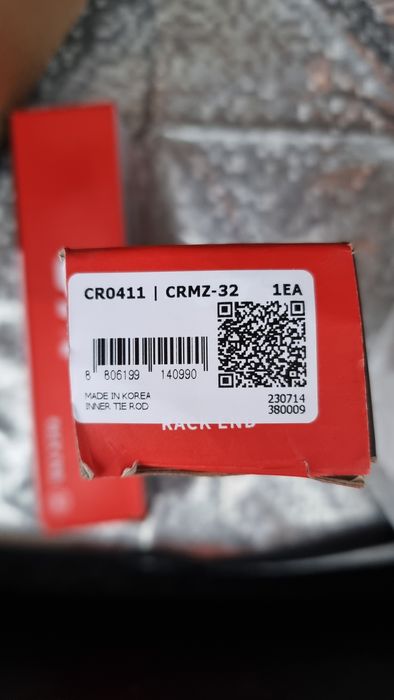 CR0411 | CRMZ-32 1EA
8 806199 140990
MADE IN KOREA
INNER TIE ROD
230714
380009
RACK END